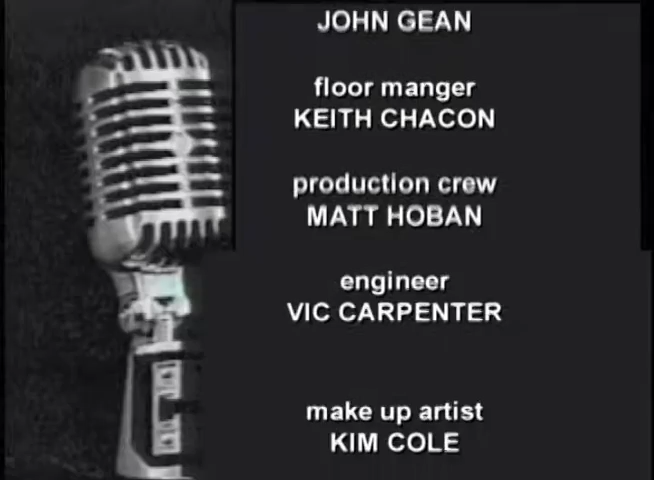 JOHN GEAN
floor manger
KEITH CHACON
production crew
MATT HOBAN
engineer
VIC CARPENTER
make up artist
KIM COLE